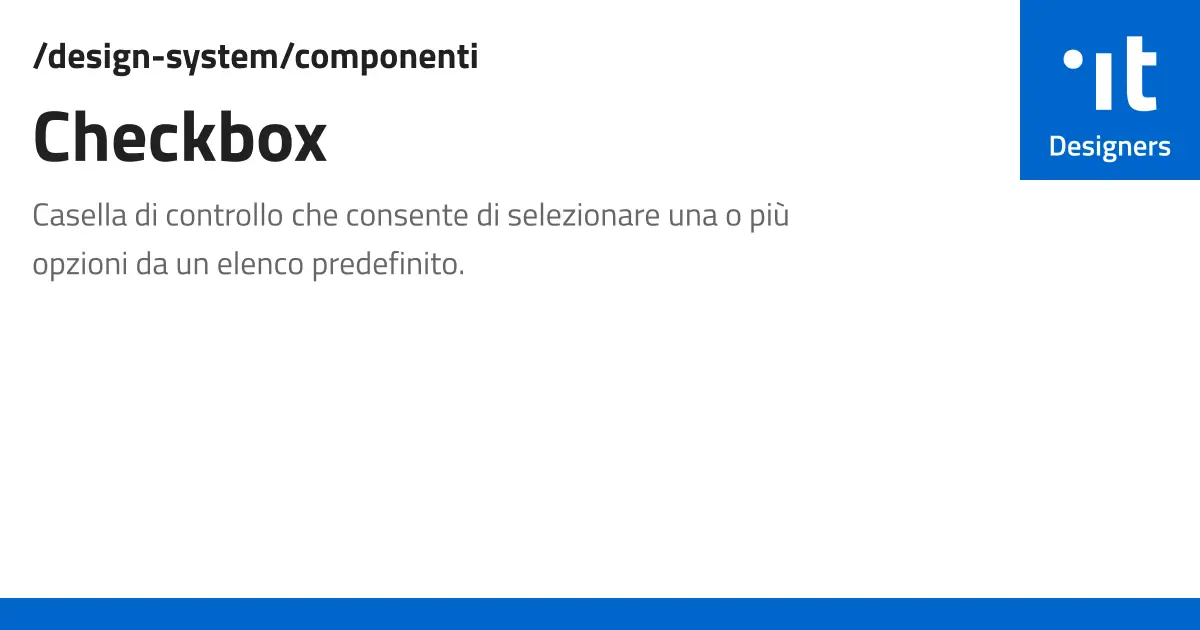 /design-system/componenti
Checkbox
Casella di controllo che consente di selezionare una o più
opzioni da un elenco predefinito.
.it
Designers